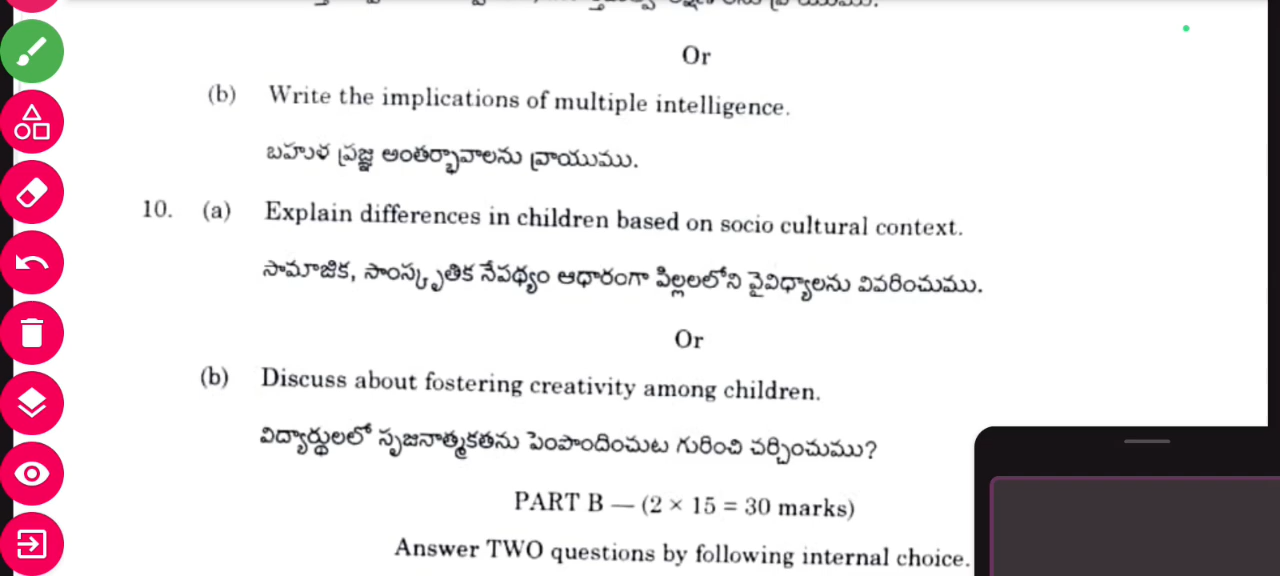 Or
(b) Write the implications of multiple intelligence.
బహుళ ప్రజ్ఞ అంతర్భావాలను వ్రాయుము.
10. (a) Explain differences in children based on socio cultural context.
సామాజిక, సాంస్కృతిక నేపథ్యం ఆధారంగా పిల్లలలోని వైవిధ్యాలను వివరించుము.
Or
(b) Discuss about fostering creativity among children.
విద్యార్థులలో సృజనాత్మకతను పెంపొందించుట గురించి చర్చించుము?
PART B — (2 × 15 = 30 marks)
Answer TWO questions by following internal choice.